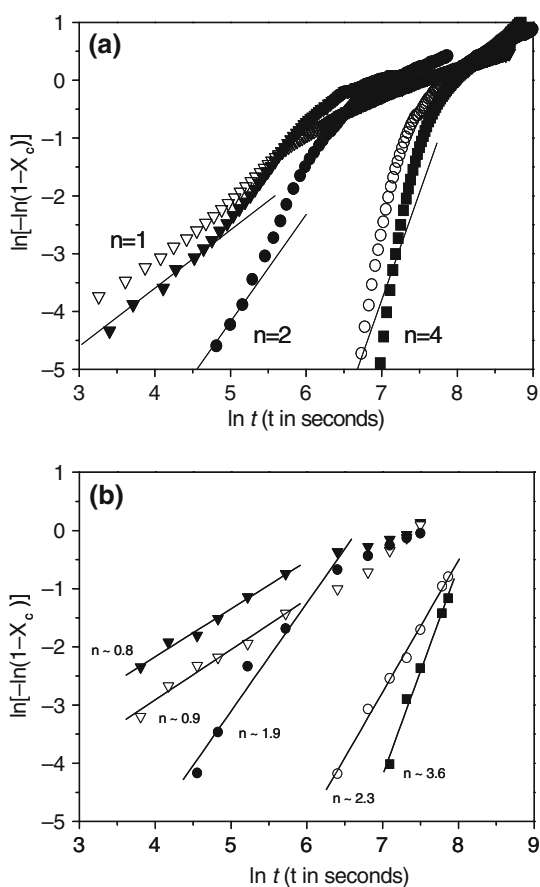 (a)
1
0
−1
−2
−3
−4
−5
ln[−ln(1−X_c)]
n=1
n=2
n=4
3 4 5 6 7 8 9
ln t (t in seconds)
(b)
1
0
−1
−2
−3
−4
−5
ln[−ln(1−X_c)]
n ~ 0.8
n ~ 0.9
n ~ 1.9
n ~ 2.3
n ~ 3.6
3 4 5 6 7 8 9
ln t (t in seconds)